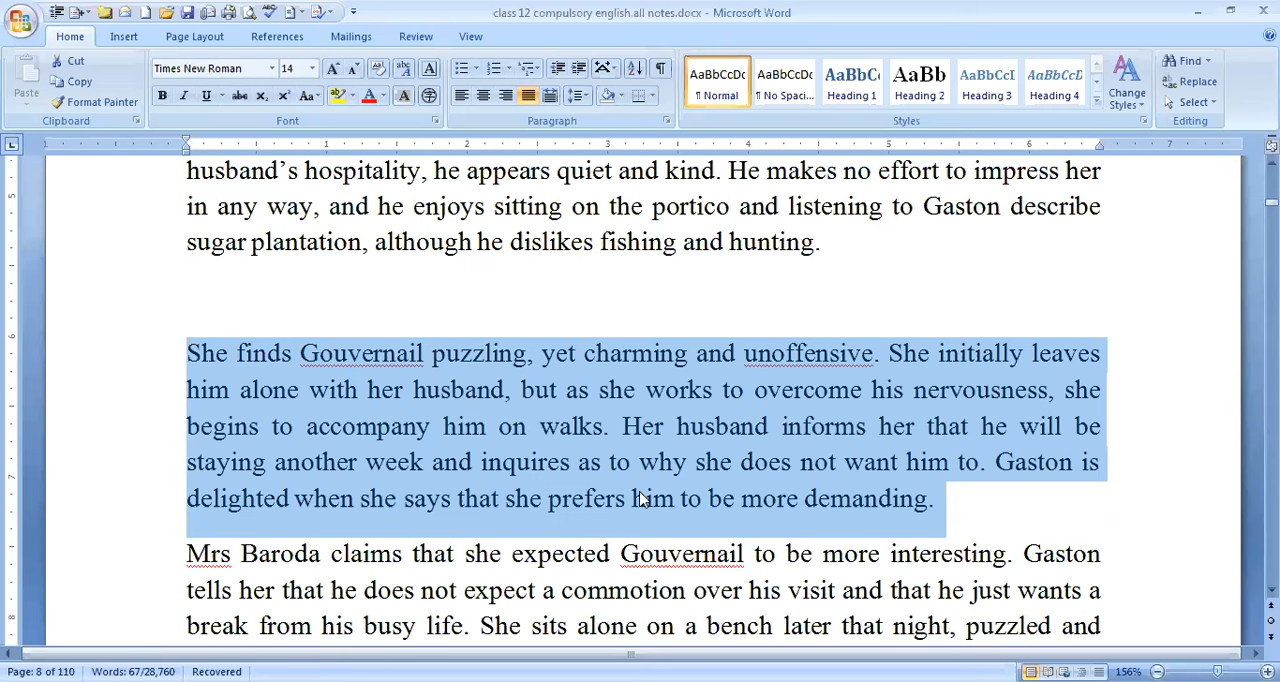 class 12 compulsory english.all notes.docx - Microsoft Word
Home Insert Page Layout References Mailings Review View
Paste
Cut
Copy
Format Painter
Clipboard
Times New Roman 14
Font
Paragraph
AaBbCcDc AaBbCcDc AaBbC AaBb AaBbCcI AaBbCcL
¶ Normal ¶ No Spaci... Heading 1 Heading 2 Heading 3 Heading 4
Change Styles
Styles
Find
Replace
Select
Editing
husband's hospitality, he appears quiet and kind. He makes no effort to impress her
in any way, and he enjoys sitting on the portico and listening to Gaston describe
sugar plantation, although he dislikes fishing and hunting.
She finds Gouvernail puzzling, yet charming and unoffensive. She initially leaves
him alone with her husband, but as she works to overcome his nervousness, she
begins to accompany him on walks. Her husband informs her that he will be
staying another week and inquires as to why she does not want him to. Gaston is
delighted when she says that she prefers him to be more demanding.
Mrs Baroda claims that she expected Gouvernail to be more interesting. Gaston
tells her that he does not expect a commotion over his visit and that he just wants a
break from his busy life. She sits alone on a bench later that night, puzzled and
Page: 8 of 110 Words: 67/28,760 Recovered 156%